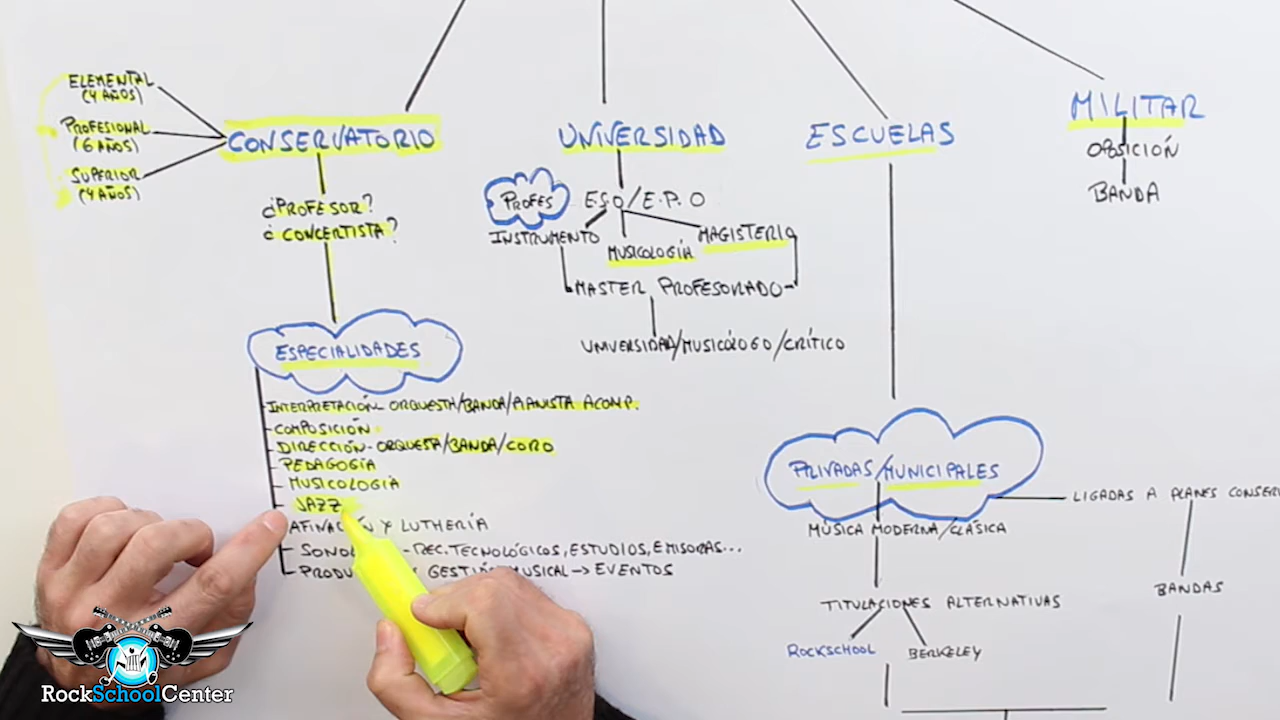 ELEMENTAL
(4 AÑOS)
PROFESIONAL
(6 AÑOS)
SUPERIOR
(4 AÑOS)
CONSERVATORIO
¿PROFESOR?
¿CONCERTISTA?
ESPECIALIDADES
INTERPRETACIÓN ORQUESTA/BANDA/PIANISTA ACOMP.
COMPOSICIÓN
DIRECCIÓN-ORQUESTA/BANDA/CORO
PEDAGOGÍA
MUSICOLOGÍA
JAZZ
AFINACIÓN Y LUTHERÍA
- REC. TECNOLÓGICOS, ESTUDIOS, EMISORAS...
GESTIÓN MUSICAL → EVENTOS
UNIVERSIDAD
PROFES E.S.O/E.P.O
INSTRUMENTO
MUSICOLOGÍA
MAGISTERIO
MASTER PROFESORADO
UNIVERSIDAD/MUSICÓLOGO/CRÍTICO
ESCUELAS
PRIVADAS/MUNICIPALES
MÚSICA MODERNA/CLÁSICA
TITULACIONES ALTERNATIVAS
ROCKSCHOOL
BERKELEY
LIGADAS A PLANES CONSERV
BANDAS
MILITAR
OPOSICIÓN
BANDA
RockSchoolCenter